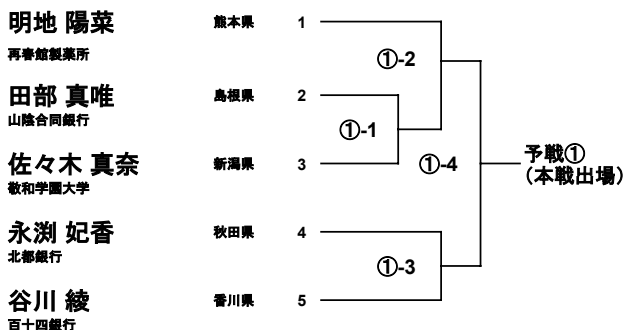 明地 陽菜 熊本県 1
再春館製薬所
①-2
田部 真唯 島根県 2
山陰合同銀行
①-1
予戦①
(本戦出場)
佐々木 真奈 新潟県 3
①-4
敬和学園大学
永渕 妃香 秋田県 4
北都銀行
①-3
谷川 綾 香川県 5
百十四銀行